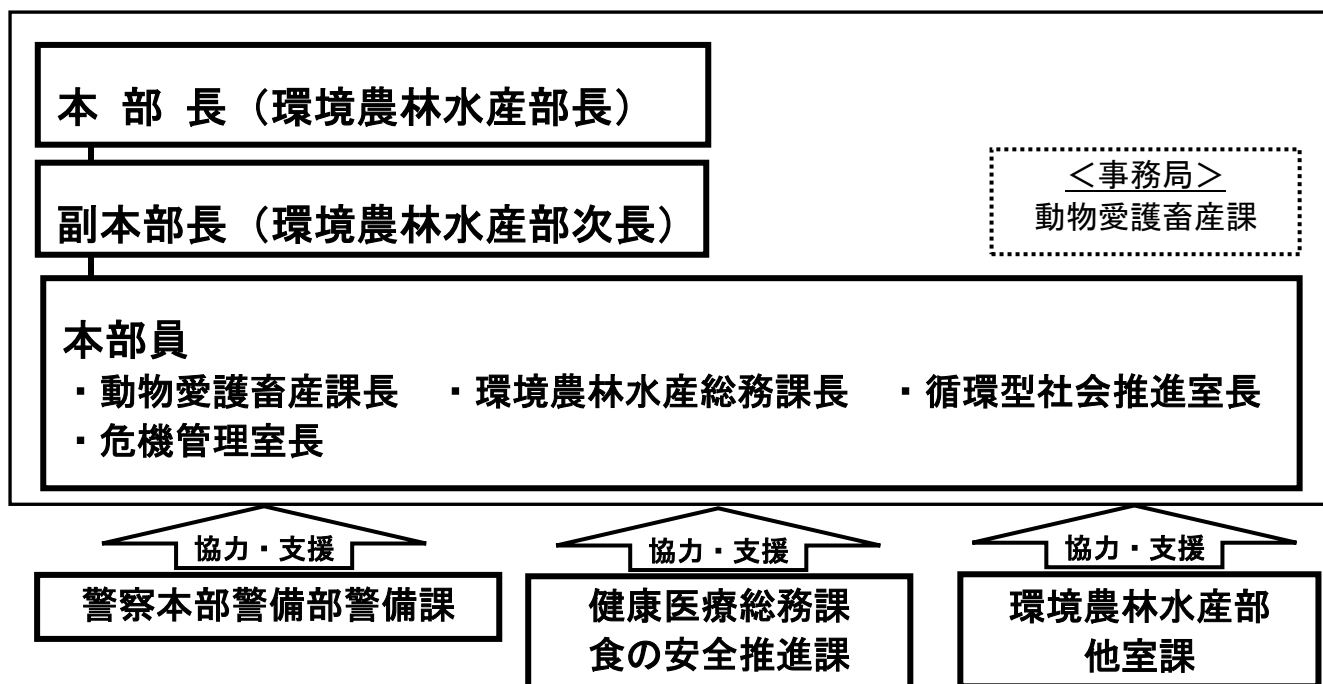 本 部 長（環境農林水産部長）
副本部長（環境農林水産部次長）
＜事務局＞
動物愛護畜産課
本部員
・動物愛護畜産課長　・環境農林水産総務課長　・循環型社会推進室長
・危機管理室長
協力・支援
協力・支援
協力・支援
警察本部警備部警備課
健康医療総務課
食の安全推進課
環境農林水産部
他室課